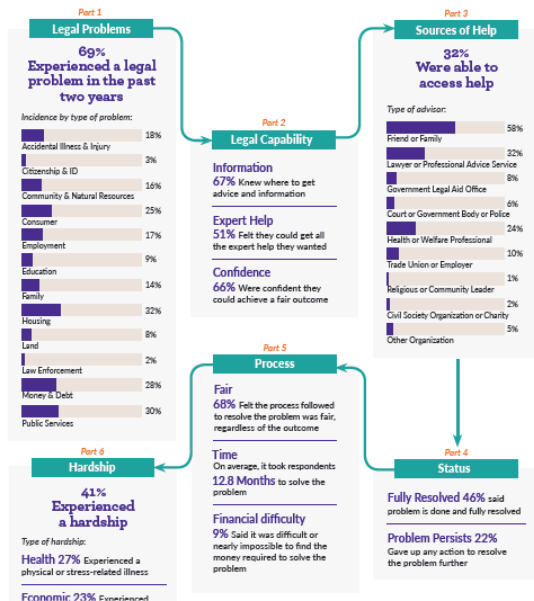 Part 1
Legal Problems
69%
Experienced a legal
problem in the past
two years
Incidence by type of problem:
18%
Accidental Illness & Injury
3%
Citizenship & ID
16%
Community & Natural Resources
25%
Consumer
17%
Employment
9%
Education
14%
Family
32%
Housing
8%
Land
2%
Law Enforcement
28%
Money & Debt
30%
Public Services
Part 2
Legal Capability
Information
67% Knew where to get
advice and information
Expert Help
51% Felt they could get all
the expert help they wanted
Confidence
66% Were confident they
could achieve a fair outcome
Part 3
Sources of Help
32%
Were able to
access help
Type of advisor:
58%
Friend or Family
32%
Lawyer or Professional Advice Service
8%
Government Legal Aid Office
6%
Court or Government Body or Police
24%
Health or Welfare Professional
10%
Trade Union or Employer
1%
Religious or Community Leader
2%
Civil Society Organization or Charity
5%
Other Organization
Part 4
Status
Fully Resolved 46% said
problem is done and fully resolved
Problem Persists 22%
Gave up any action to resolve
the problem further
Part 5
Process
Fair
68% Felt the process followed
to resolve the problem was fair,
regardless of the outcome
Time
On average, it took respondents
12.8 Months to solve the
problem
Financial difficulty
9% Said it was difficult or
nearly impossible to find the
money required to solve the
problem
Part 6
Hardship
41%
Experienced
a hardship
Type of hardship:
Health 27% Experienced a
physical or stress-related illness
Economic 23% Experienced